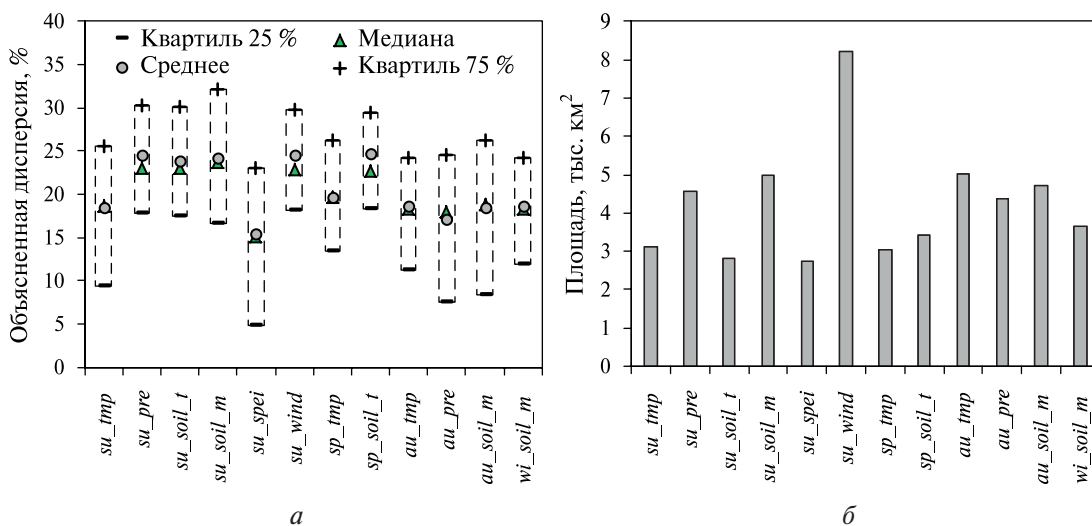 Объясненная дисперсия, %
40
35
30
25
20
15
10
5
0
Квартиль 25 %
Медиана
Среднее
Квартиль 75 %
su_tmp
su_pre
su_soil_t
su_soil_m
su_spei
su_wind
sp_tmp
sp_soil_t
au_tmp
au_pre
au_soil_m
wi_soil_m
а
Площадь, тыс. км²
9
8
7
6
5
4
3
2
1
0
su_tmp
su_pre
su_soil_t
su_soil_m
su_spei
su_wind
sp_tmp
sp_soil_t
au_tmp
au_pre
au_soil_m
wi_soil_m
б